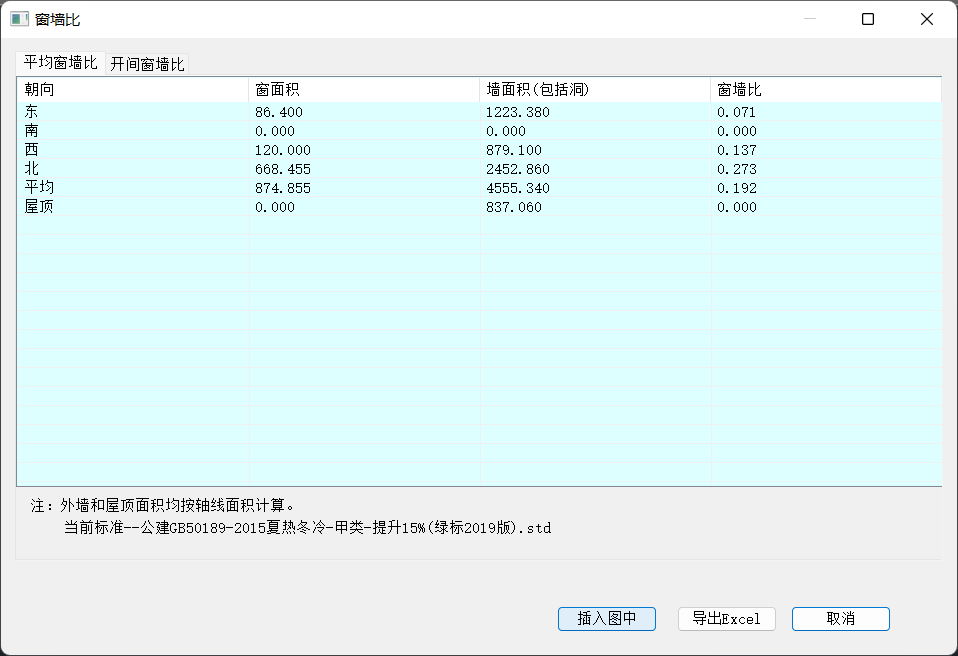 窗墙比
平均窗墙比 开间窗墙比
朝向 窗面积 墙面积(包括洞) 窗墙比
东 86.400 1223.380 0.071
南 0.000 0.000 0.000
西 120.000 879.100 0.137
北 668.455 2452.860 0.273
平均 874.855 4555.340 0.192
屋顶 0.000 837.060 0.000
注：外墙和屋顶面积均按轴线面积计算。
当前标准--公建GB50189-2015夏热冬冷-甲类-提升15%(绿标2019版).std
插入图中 导出Excel 取消